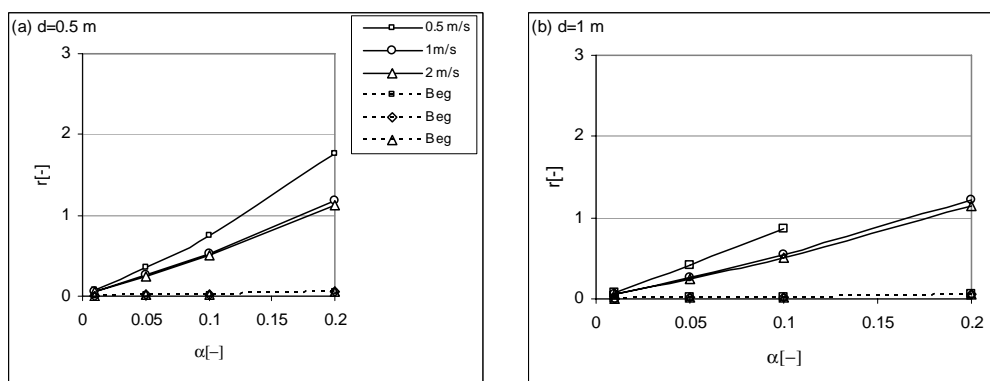 (a) d=0.5 m
0.5 m/s
1m/s
2 m/s
Beg
Beg
Beg
3
2
1
0
r[-]
0
0.05
0.1
0.15
0.2
α[−]
(b) d=1 m
3
2
1
0
r[-]
0
0.05
0.1
0.15
0.2
α[−]